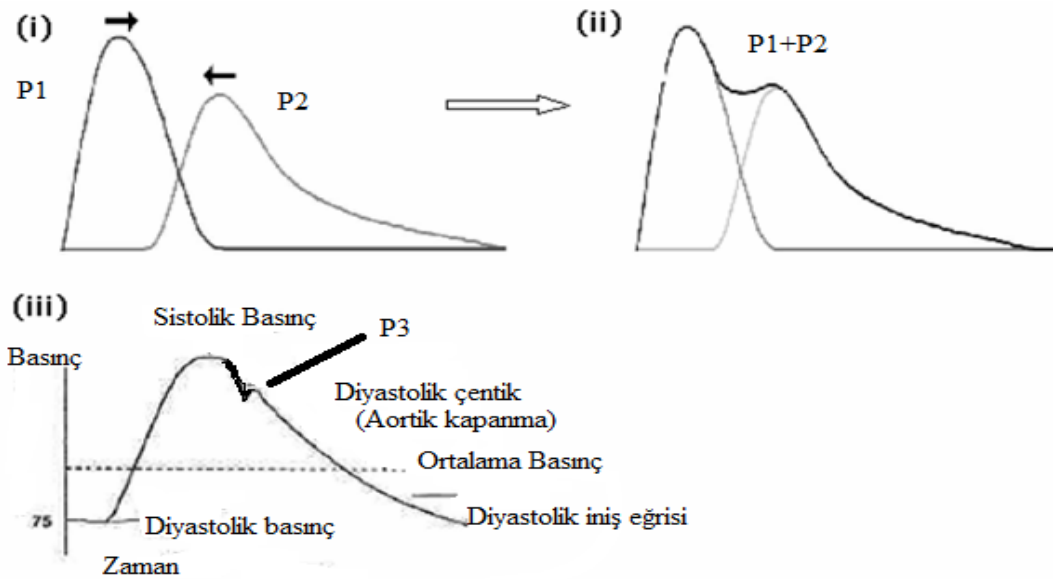 (i)
P1
P2
(ii)
P1+P2
(iii)
Sistolik Basınç
P3
Basınç
Diyastolik çentik
(Aortik kapanma)
Ortalama Basınç
75
Diyastolik basınç
Diyastolik iniş eğrisi
Zaman